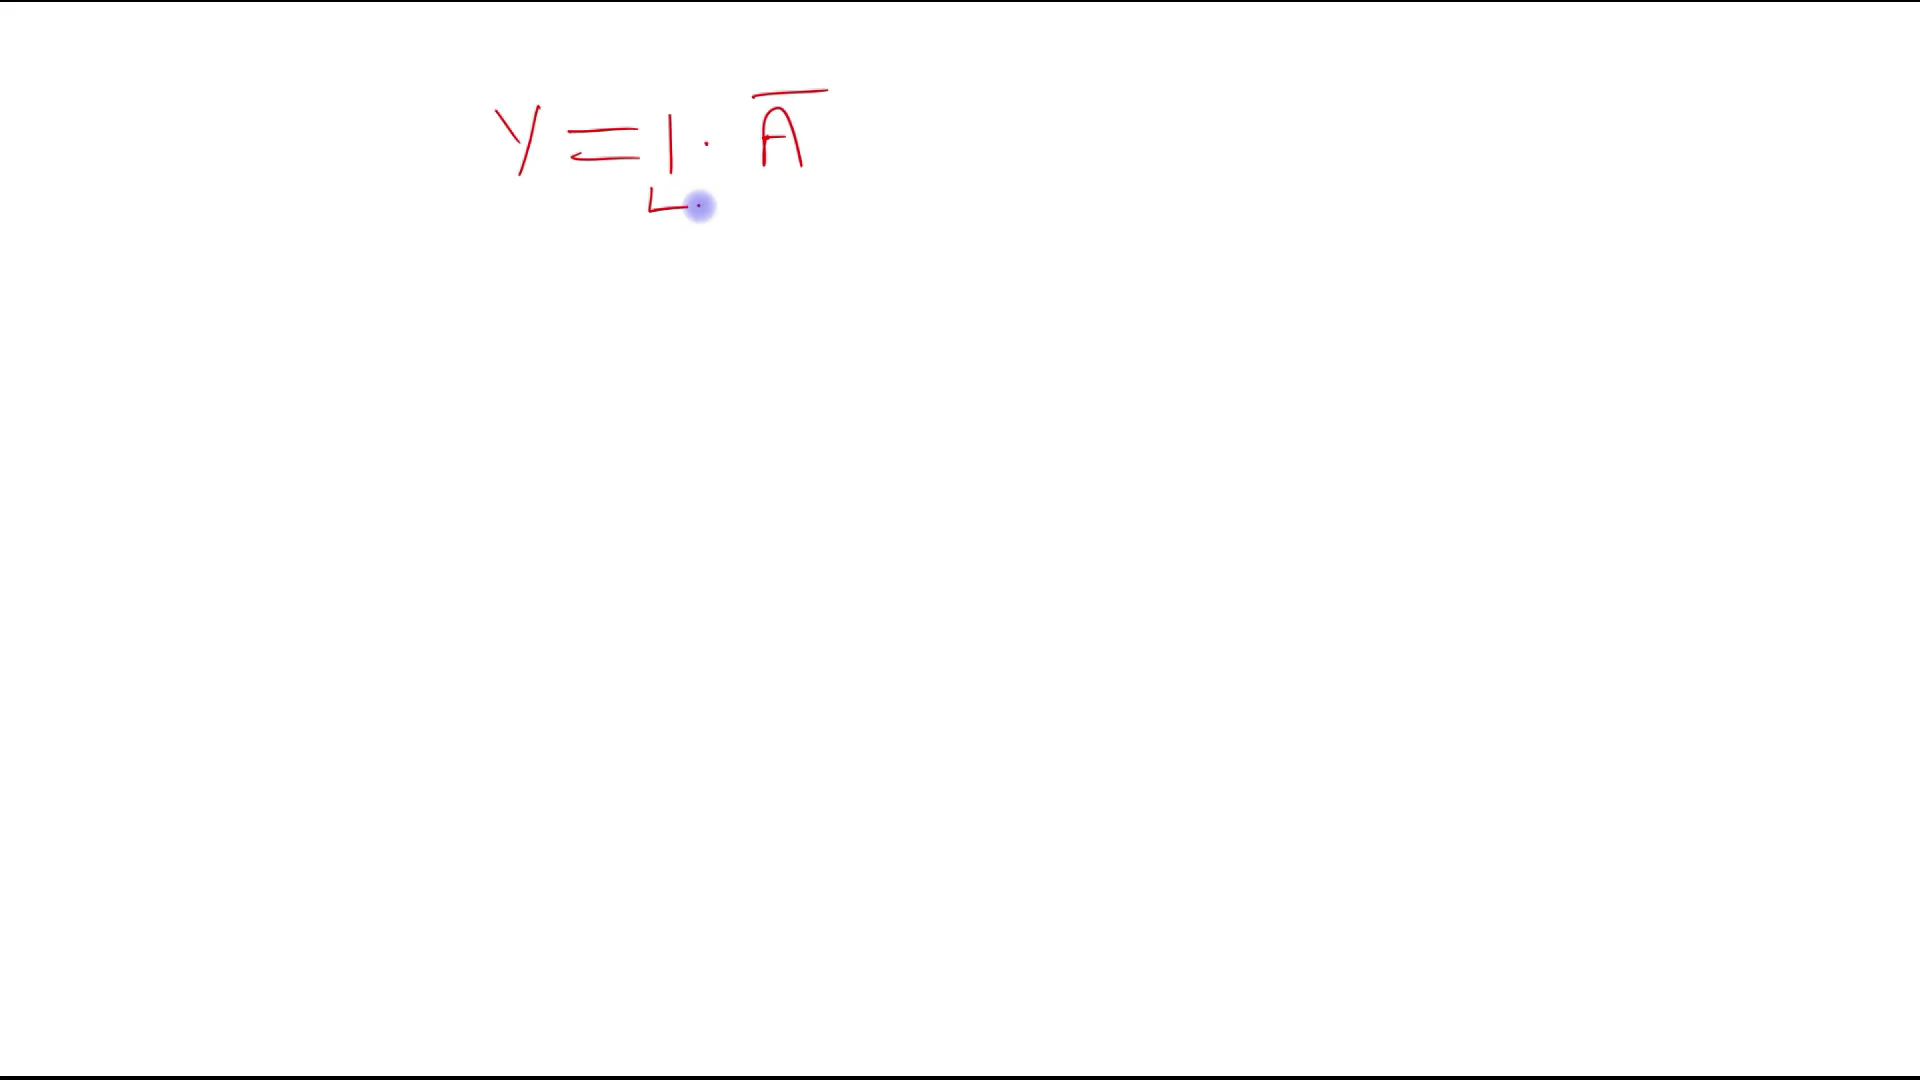 Y = 1 · A̅